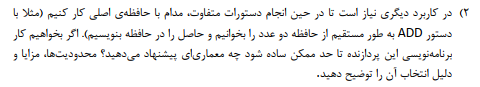 ۲) در کاربرد دیگری نیاز است تا در حین انجام دستورات متفاوت، مدام با حافظه‌ی اصلی کار کنیم (مثلا با
دستور ADD به طور مستقیم از حافظه دو عدد را بخوانیم و حاصل را در حافظه بنویسیم). اگر بخواهیم کار
برنامه‌نویسی این پردازنده تا حد ممکن ساده شود چه معماری‌ای پیشنهاد می‌دهید؟ محدودیت‌ها، مزایا و
دلیل انتخاب آن را توضیح دهید.